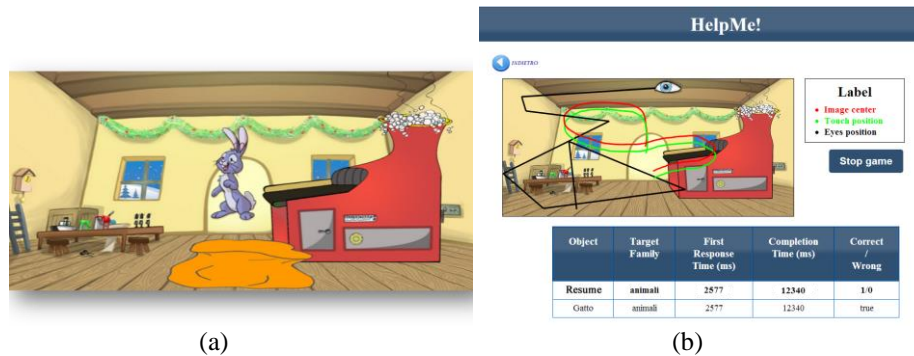 HelpMe!
INDIETRO
Label
• Image center
• Touch position
• Eyes position
Stop game
Object Target Family First Response Time (ms) Completion Time (ms) Correct / Wrong
Resume animali 2577 12340 1/0
Gatto animali 2577 12340 true
(a) (b)